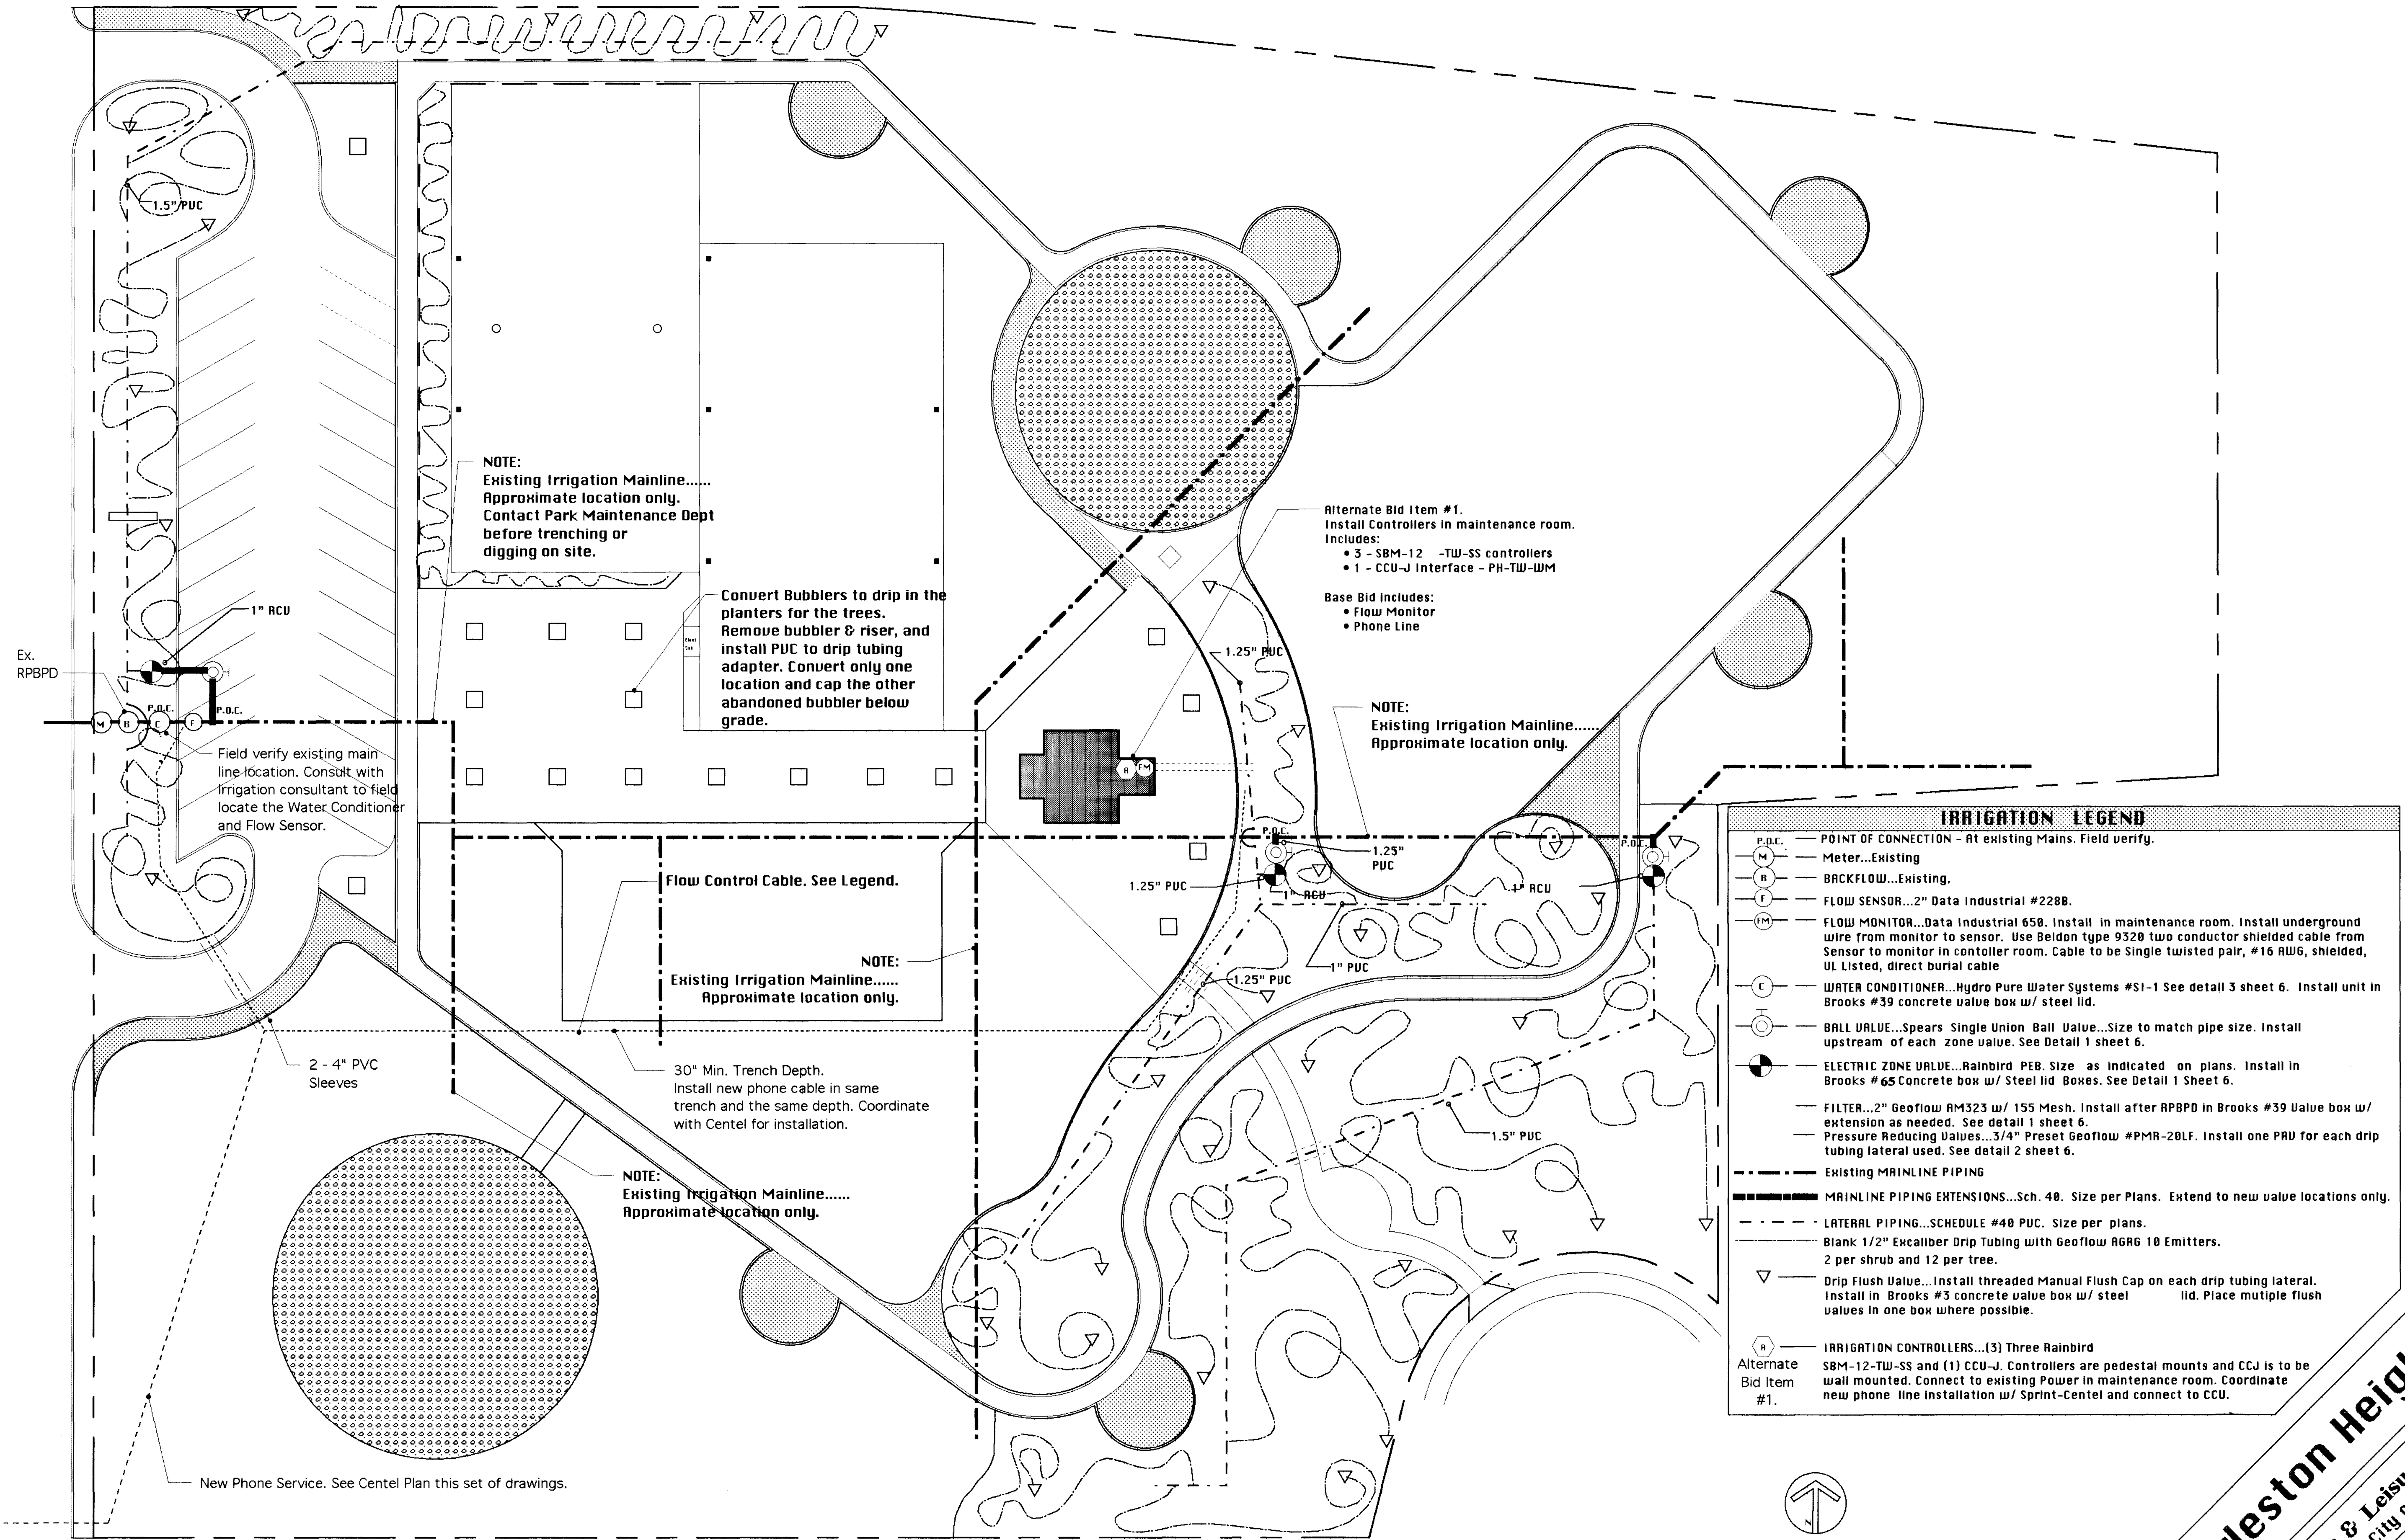 1.5" PVC
NOTE:
Existing Irrigation Mainline......
Approximate location only.
Contact Park Maintenance Dept
before trenching or
digging on site.
Alternate Bid Item #1.
Install Controllers in maintenance room.
Includes:
• 3 - SBM-12 -TW-SS controllers
• 1 - CCU-J Interface - PH-TW-WM
Base Bid includes:
• Flow Monitor
• Phone Line
Convert Bubblers to drip in the
planters for the trees.
Remove bubbler & riser, and
install PVC to drip tubing
adapter. Convert only one
location and cap the other
abandoned bubbler below
grade.
1" RCV
Ex.
RPBPD
P.O.C.
P.O.C.
M
B
C
F
Field verify existing main
line location. Consult with
Irrigation consultant to field
locate the Water Conditioner
and Flow Sensor.
1.25" PVC
NOTE:
Existing Irrigation Mainline......
Approximate location only.
A
FM
P.O.C.
1.25"
PVC
1.25" PVC
1" RCV
1" RCV
P.O.C.
1" PVC
1.25" PVC
Flow Control Cable. See Legend.
NOTE:
Existing Irrigation Mainline......
Approximate location only.
2 - 4" PVC
Sleeves
30" Min. Trench Depth.
Install new phone cable in same
trench and the same depth. Coordinate
with Centel for installation.
1.5" PVC
NOTE:
Existing Irrigation Mainline......
Approximate location only.
New Phone Service. See Centel Plan this set of drawings.
IRRIGATION LEGEND
P.O.C. POINT OF CONNECTION - At existing Mains. Field verify.
M Meter...Existing
B BACKFLOW...Existing.
F FLOW SENSOR...2" Data Industrial #228B.
FM FLOW MONITOR...Data Industrial 650. Install in maintenance room. Install underground
wire from monitor to sensor. Use Beldon type 9320 two conductor shielded cable from
Sensor to monitor in contoller room. Cable to be Single twisted pair, #16 AWG, shielded,
UL Listed, direct burial cable
C WATER CONDITIONER...Hydro Pure Water Systems #SI-1 See detail 3 sheet 6. Install unit in
Brooks #39 concrete valve box w/ steel lid.
BALL VALVE...Spears Single Union Ball Valve...Size to match pipe size. Install
upstream of each zone valve. See Detail 1 sheet 6.
ELECTRIC ZONE VALVE...Rainbird PEB. Size as indicated on plans. Install in
Brooks #65 Concrete box w/ Steel lid Boxes. See Detail 1 Sheet 6.
FILTER...2" Geoflow AM323 w/ 155 Mesh. Install after RPBPD in Brooks #39 Valve box w/
extension as needed. See detail 1 sheet 6.
Pressure Reducing Valves...3/4" Preset Geoflow #PMR-20LF. Install one PRV for each drip
tubing lateral used. See detail 2 sheet 6.
Existing MAINLINE PIPING
MAINLINE PIPING EXTENSIONS...Sch. 40. Size per Plans. Extend to new valve locations only.
LATERAL PIPING...SCHEDULE #40 PVC. Size per plans.
Blank 1/2" Excaliber Drip Tubing with Geoflow AGRG 10 Emitters.
2 per shrub and 12 per tree.
Drip Flush Valve...Install threaded Manual Flush Cap on each drip tubing lateral.
Install in Brooks #3 concrete valve box w/ steel lid. Place mutiple flush
valves in one box where possible.
A IRRIGATION CONTROLLERS...(3) Three Rainbird
Alternate
Bid Item
#1.
SBM-12-TW-SS and (1) CCU-J. Controllers are pedestal mounts and CCJ is to be
wall mounted. Connect to existing Power in maintenance room. Coordinate
new phone line installation w/ Sprint-Centel and connect to CCU.
N
leston Heig
& Leisu
City o